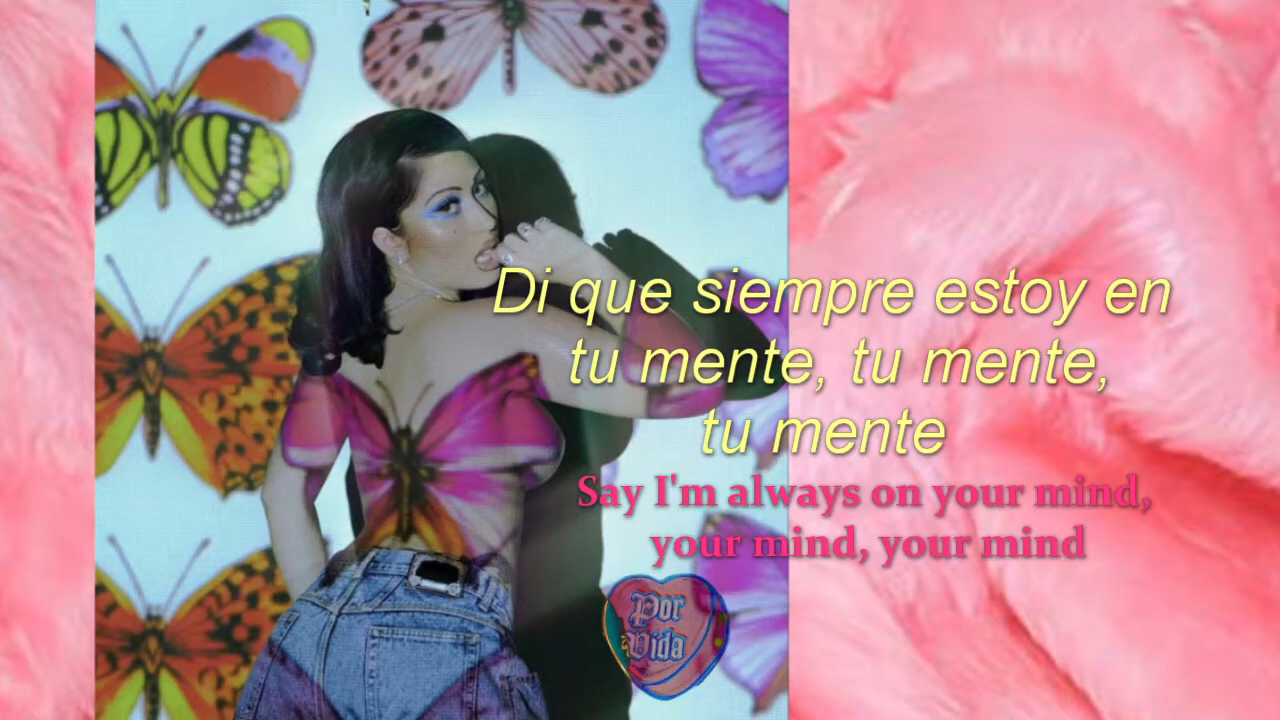 Di que siempre estoy en
tu mente, tu mente,
tu mente
Say I'm always on your mind,
your mind, your mind
Por
Vida